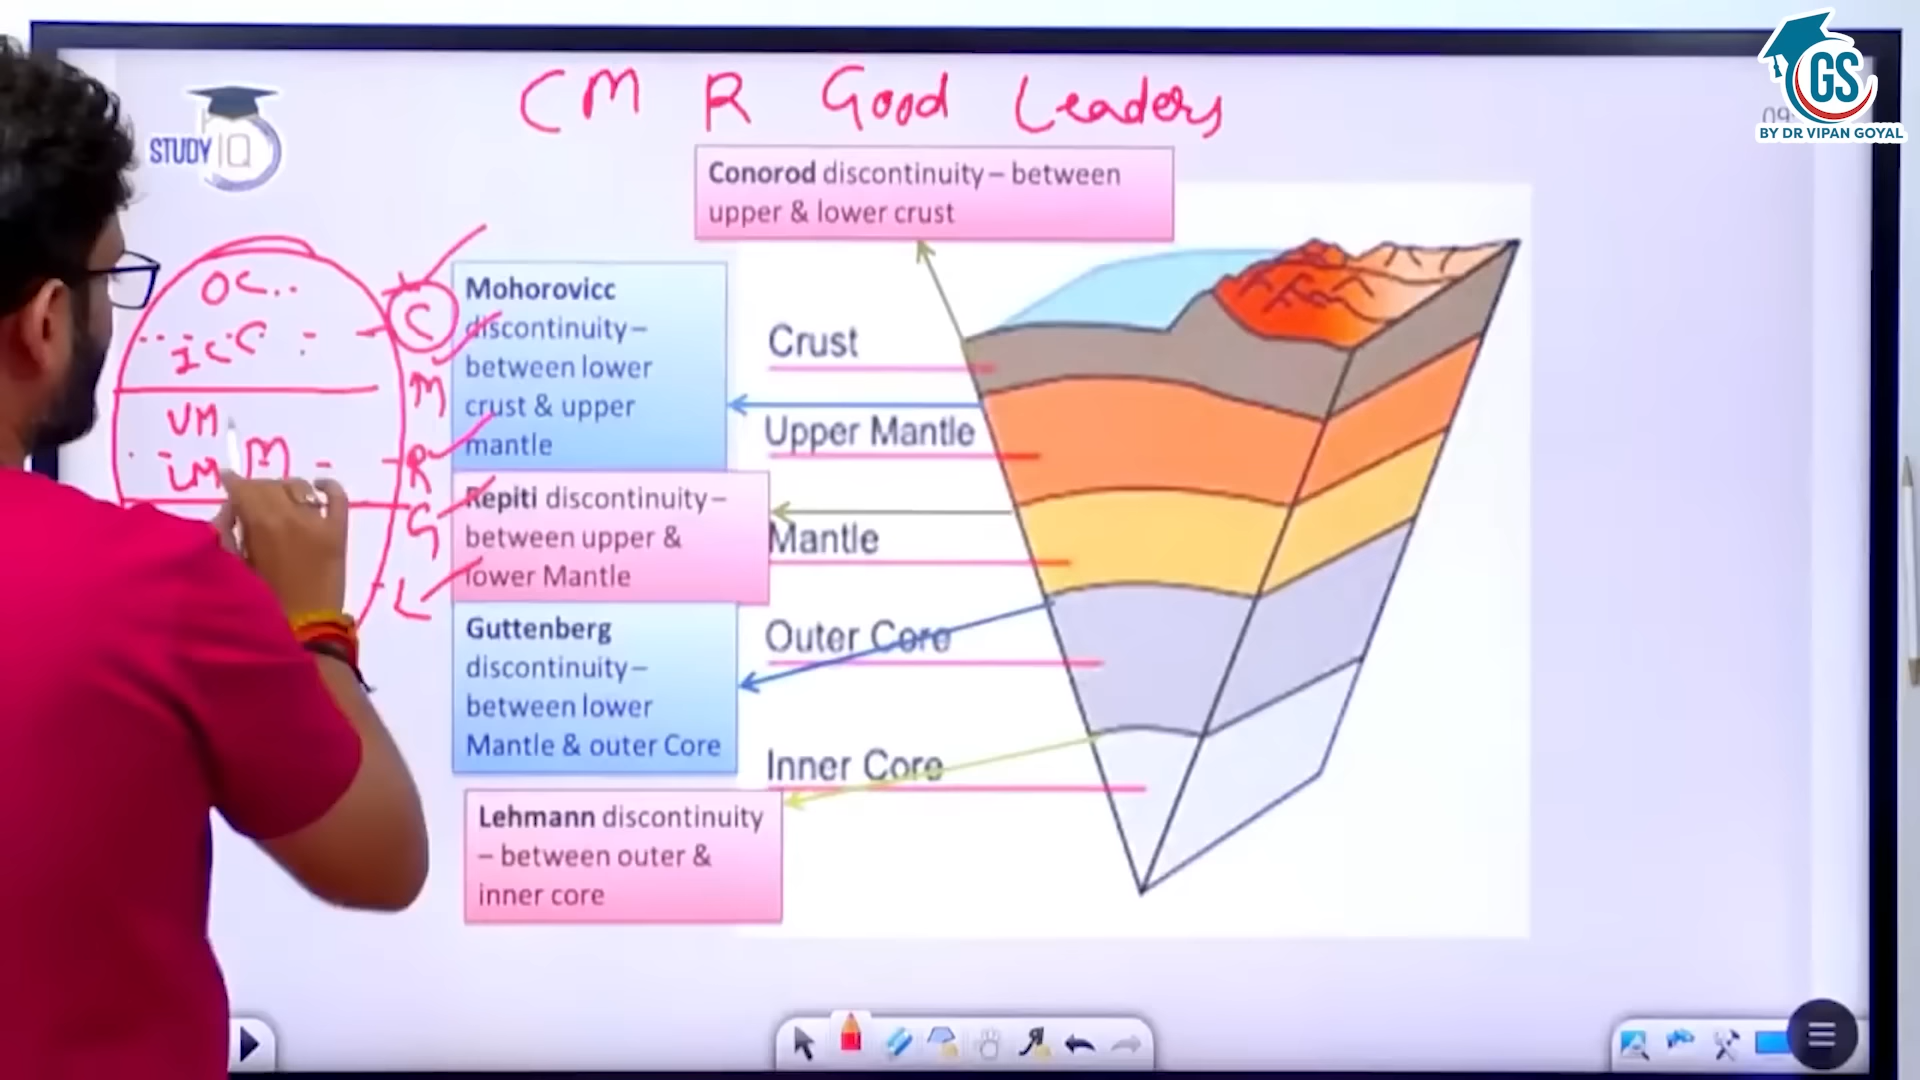 GS
BY DR VIPAN GOYAL
09
STUDY IQ
CM R Good Leaders
Conorod discontinuity – between
upper & lower crust
OC..
C
M
R
G
L
Mohorovicc
discontinuity –
between lower
crust & upper
mantle
Repiti discontinuity –
between upper &
lower Mantle
Guttenberg
discontinuity –
between lower
Mantle & outer Core
Lehmann discontinuity
– between outer &
inner core
Crust
Upper Mantle
Mantle
Outer Core
Inner Core
UM
M